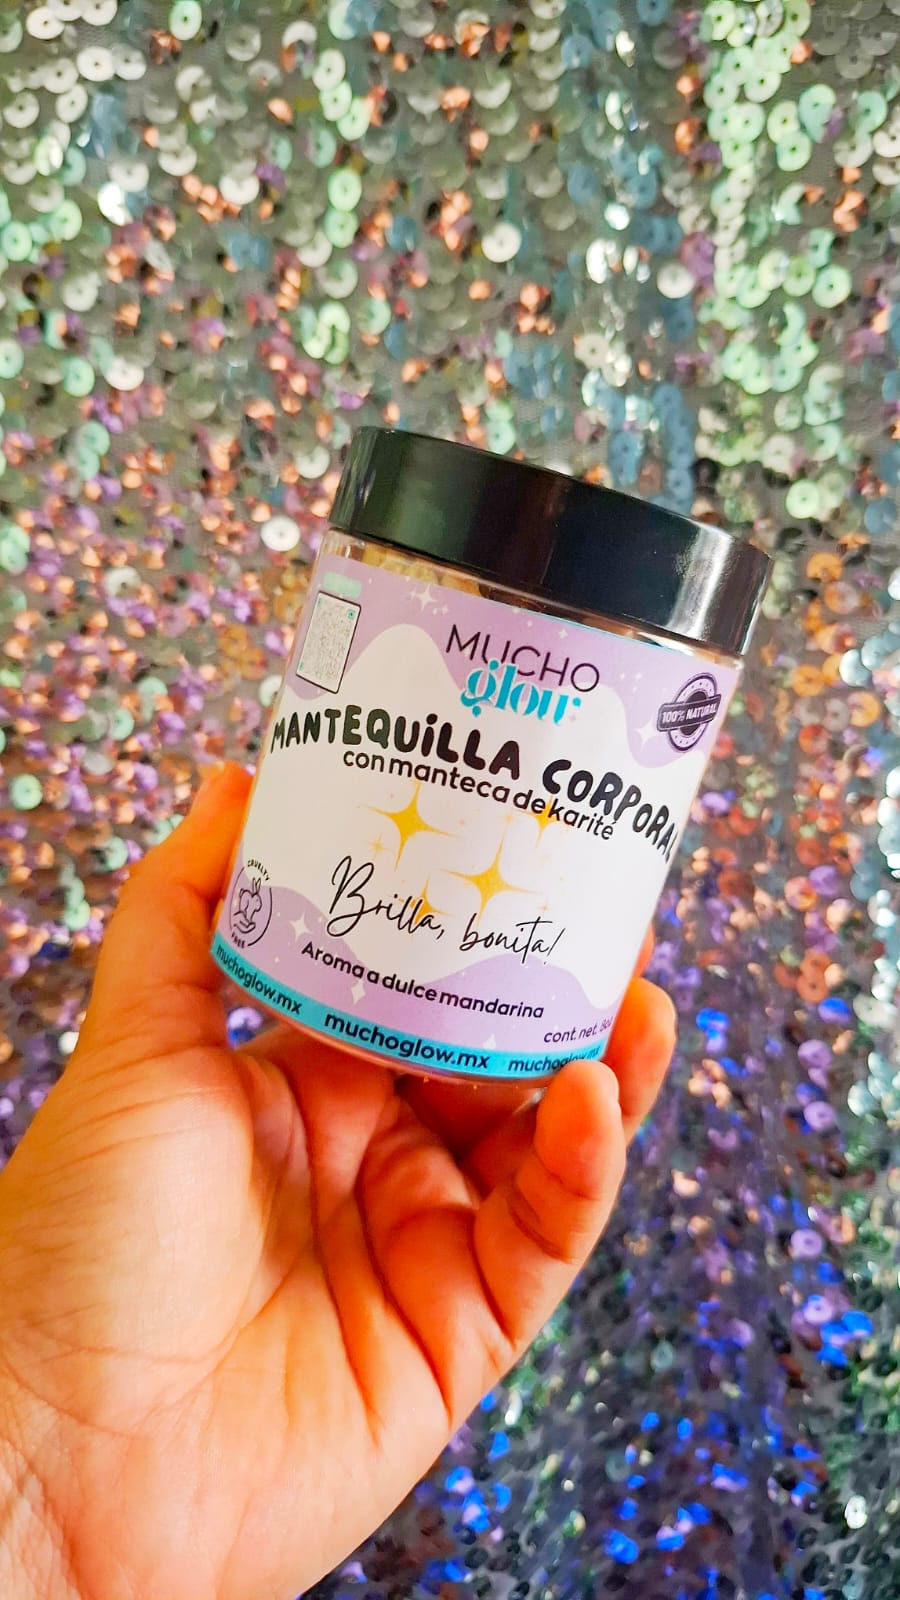 MUCHO
glow
100% NATURAL
MANTEQUiLLA CORPORAL
con manteca de karité
Brilla, bonita!
CRUELTY
FREE
Aroma a dulce mandarina
cont. net.
muchoglow.mx muchoglow.mx muchoglow.mx